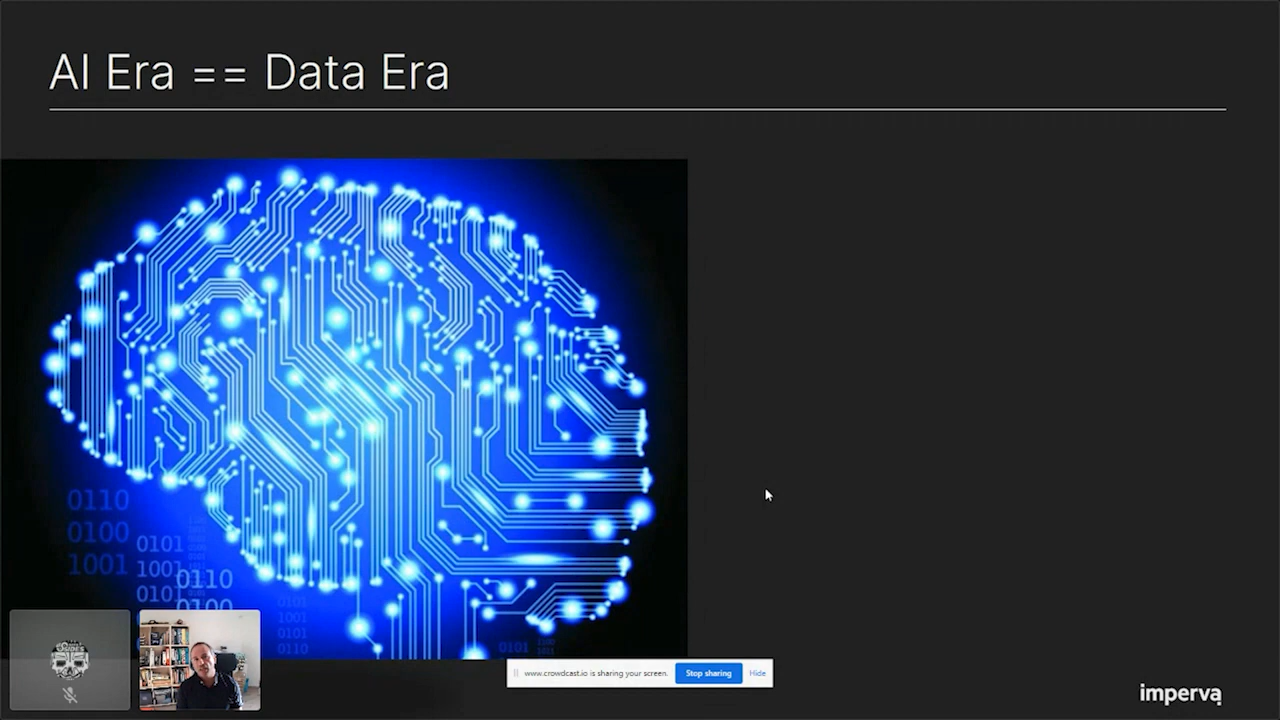 AI Era == Data Era
0110
0100
1001
0101
1001
0101
0110
0100
0101
1001
0101
0110
0101
www.crowdcast.io is sharing your screen.
Stop sharing
Hide
imperva